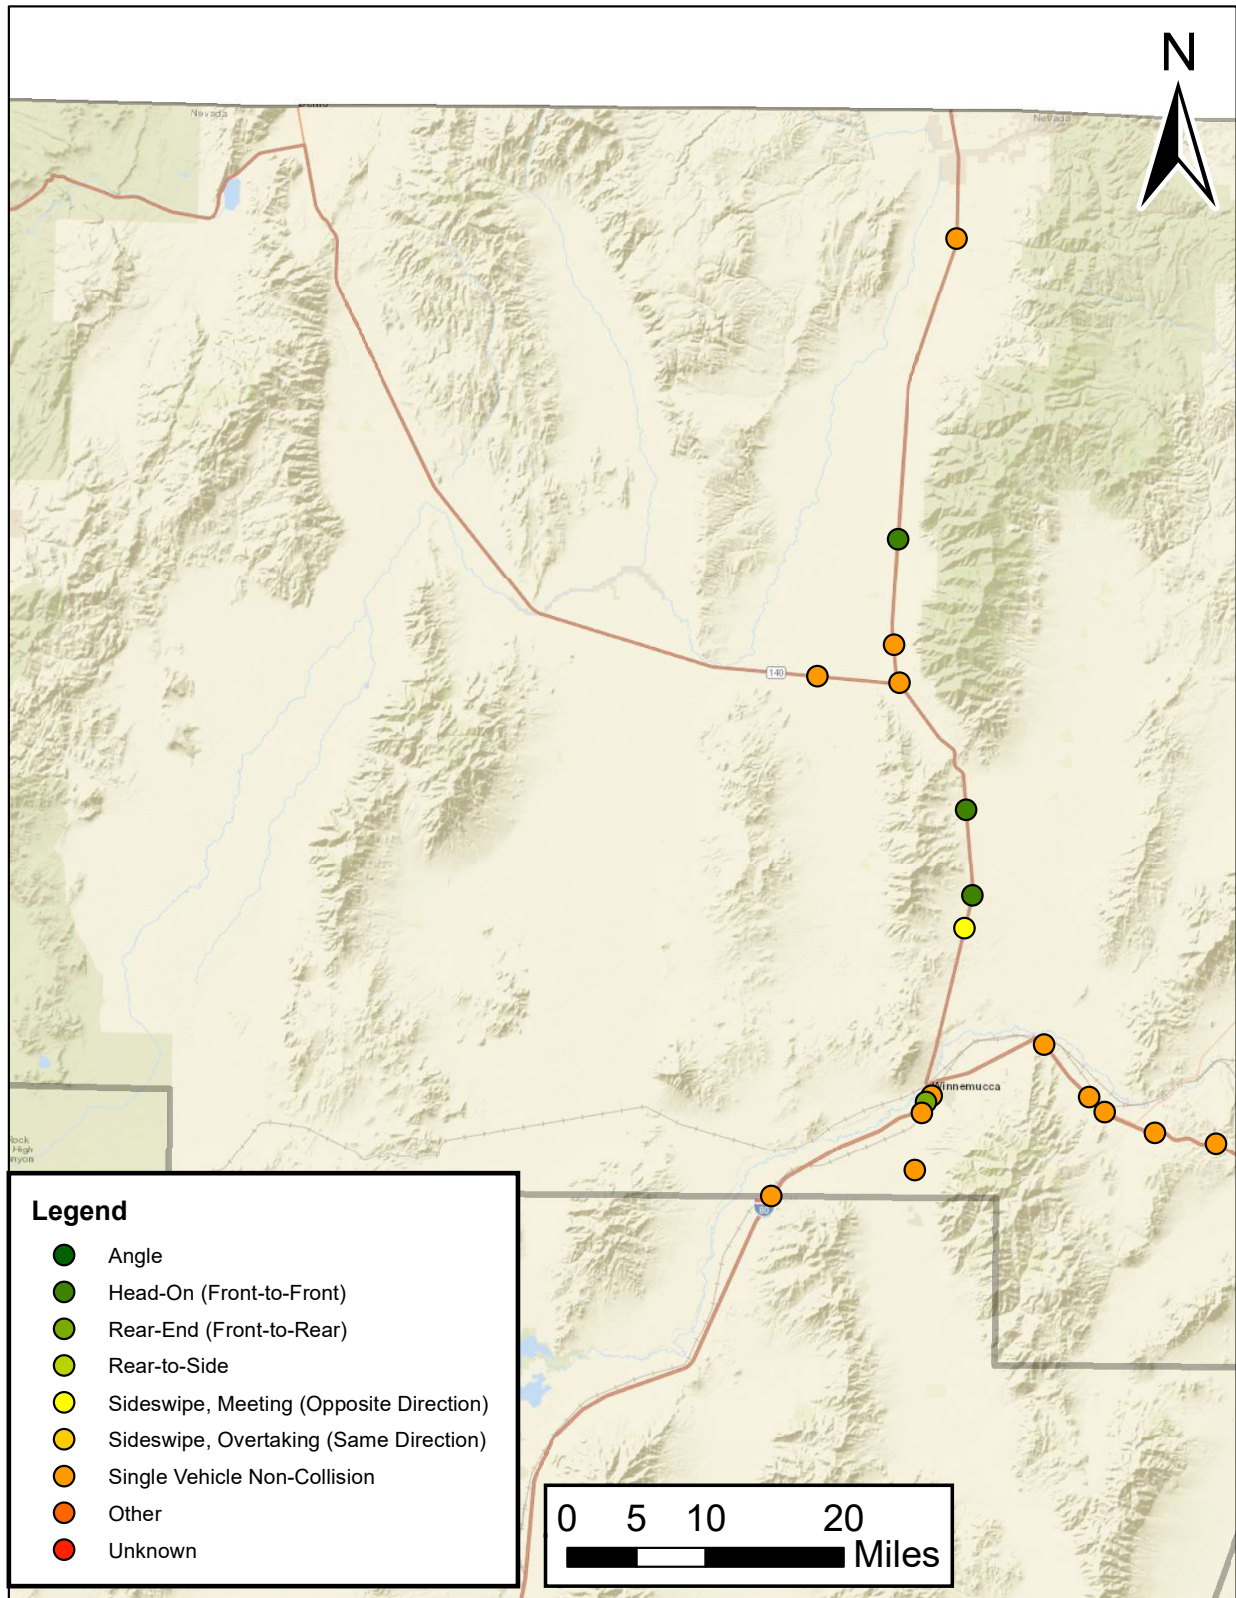 N
Nevada
Nevada
140
Winnemucca
80
Rock
High
nyon
Legend
Angle
Head-On (Front-to-Front)
Rear-End (Front-to-Rear)
Rear-to-Side
Sideswipe, Meeting (Opposite Direction)
Sideswipe, Overtaking (Same Direction)
Single Vehicle Non-Collision
Other
Unknown
0 5 10 20
Miles